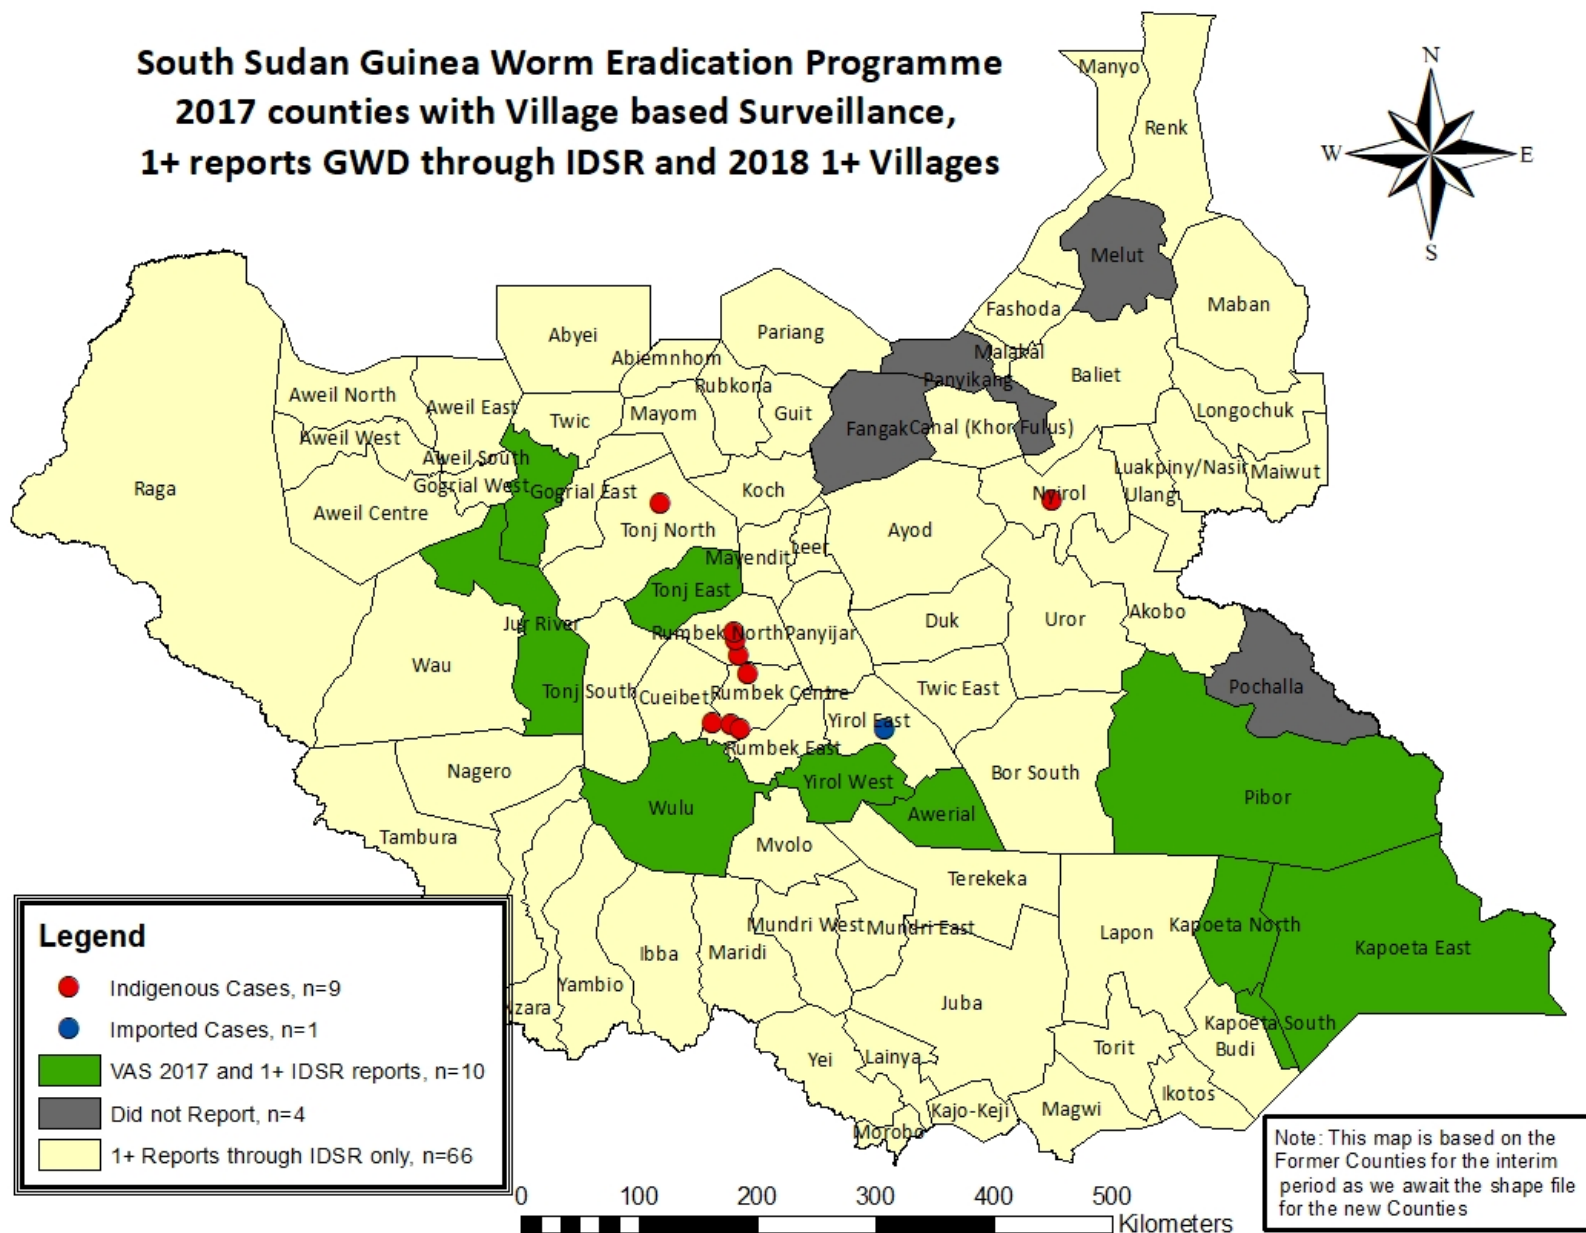 South Sudan Guinea Worm Eradication Programme
2017 counties with Village based Surveillance,
1+ reports GWD through IDSR and 2018 1+ Villages
N
W
E
S
Manyo
Renk
Melut
Maban
Fashoda
Abyei
Pariang
Malakal
Abiemnhom
Panyikang
Baliet
Rubkona
Aweil North
Aweil East
Twic
Mayom
Guit
Longochuk
Aweil West
Fangak
Canal (Khor Fulus)
Aweil South
Luakpiny/Nasir
Maiwut
Raga
Gogrial West
Gogrial East
Koch
Nyirol
Ulang
Aweil Centre
Tonj North
Ayod
Mayendit
Leer
Tonj East
Akobo
Jur River
Rumbek North
Panyijar
Duk
Uror
Wau
Tonj South
Cueibet
Rumbek Centre
Twic East
Pochalla
Yirol East
Rumbek East
Nagero
Bor South
Yirol West
Pibor
Wulu
Awerial
Tambura
Mvolo
Terekeka
Mundri West
Mundri East
Lapon
Kapoeta North
Kapoeta East
Ibba
Maridi
Yambio
zara
Juba
Kapoeta South
Budi
Yei
Lainya
Torit
Ikotos
Kajo-Keji
Magwi
Morobo
Legend
Indigenous Cases, n=9
Imported Cases, n=1
VAS 2017 and 1+ IDSR reports, n=10
Did not Report, n=4
1+ Reports through IDSR only, n=66
0 100 200 300 400 500
Kilometers
Note: This map is based on the
Former Counties for the interim
period as we await the shape file
for the new Counties